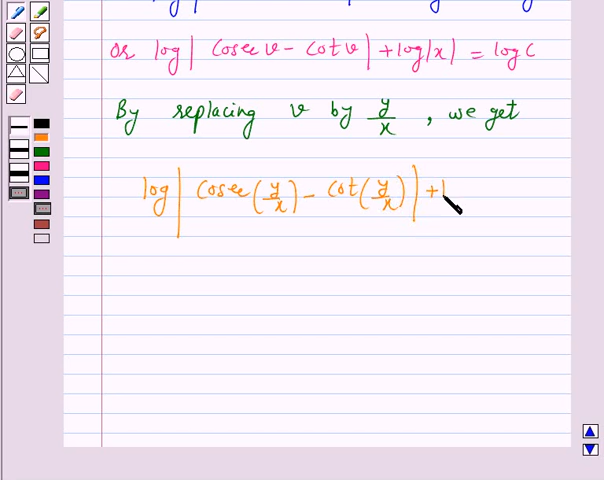 or log| cosec v - cot v | + log|x| = log C
By replacing v by y/x , we get
log| cosec(y/x) - cot(y/x) | + l